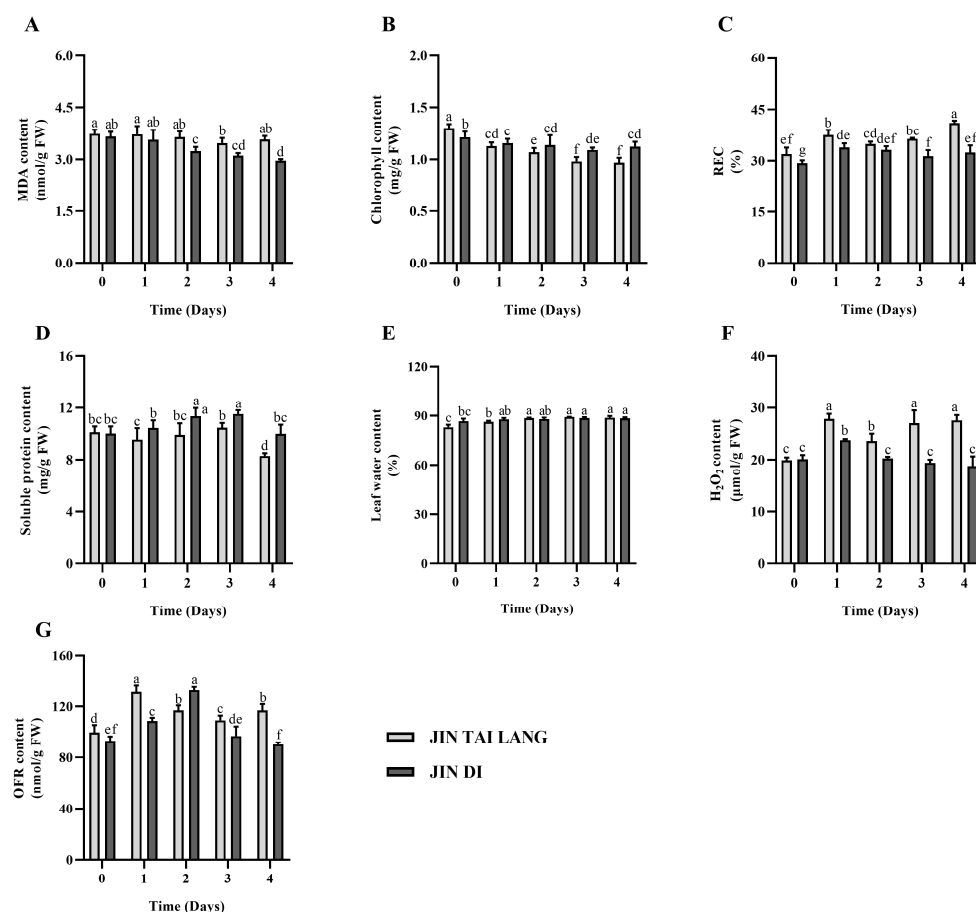 A
MDA content
(nmol/g FW)
6.0
4.5
3.0
1.5
0.0
a ab a ab ab c b cd ab d
0 1 2 3 4
Time (Days)
B
Chlorophyll content
(mg/g FW)
2.0
1.5
1.0
0.5
0.0
a b cd c e cd f de f cd
0 1 2 3 4
Time (Days)
C
REC
(%)
60
45
30
15
0
ef g b de cd def bc f a ef
0 1 2 3 4
Time (Days)
D
Soluble protein content
(mg/g FW)
16
12
8
4
0
bc bc c b bc a a b a d bc
0 1 2 3 4
Time (Days)
E
Leaf water content
(%)
120
90
60
30
0
c bc b ab a ab a a a a
0 1 2 3 4
Time (Days)
F
H₂O₂ content
(μmol/g FW)
40
30
20
10
0
c c a b b c a c a c
0 1 2 3 4
Time (Days)
G
OFR content
(nmol/g FW)
160
120
80
40
0
d ef a c b a c de b f
0 1 2 3 4
Time (Days)
JIN TAI LANG
JIN DI